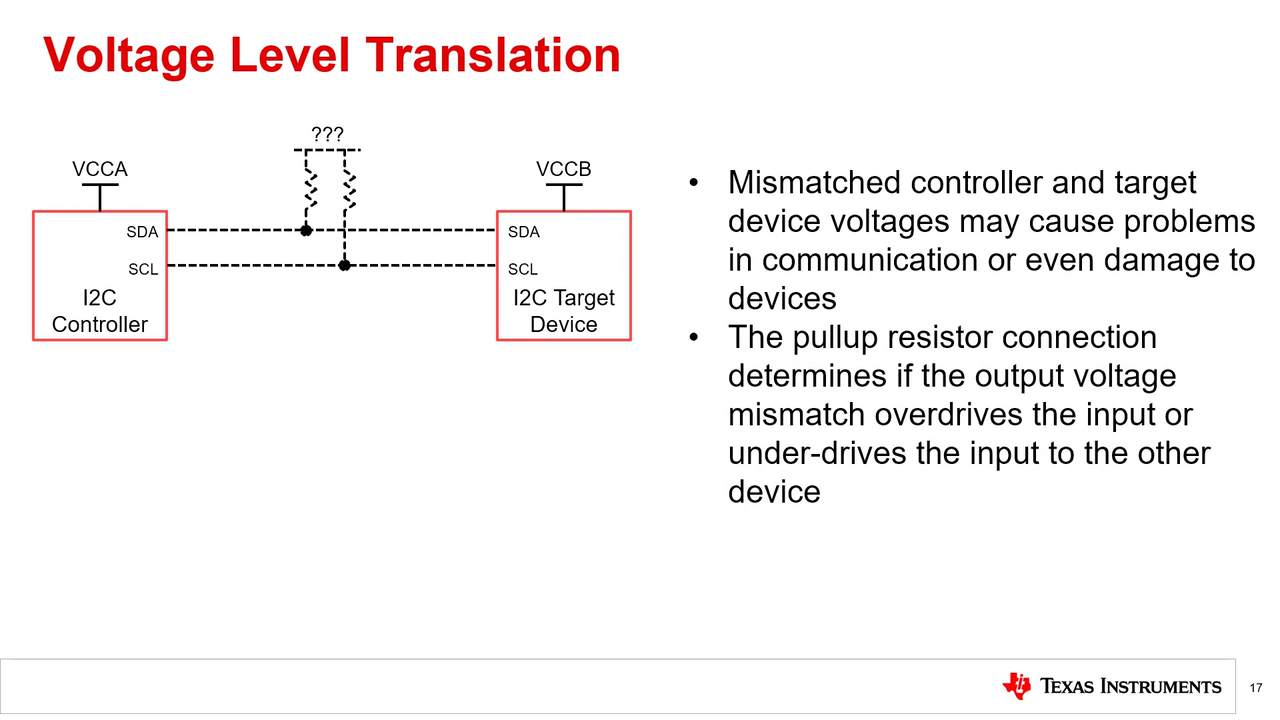 Voltage Level Translation
???
VCCA
VCCB
SDA
SCL
I2C
Controller
SDA
SCL
I2C Target
Device
• Mismatched controller and target
device voltages may cause problems
in communication or even damage to
devices
• The pullup resistor connection
determines if the output voltage
mismatch overdrives the input or
under-drives the input to the other
device
TEXAS INSTRUMENTS
17